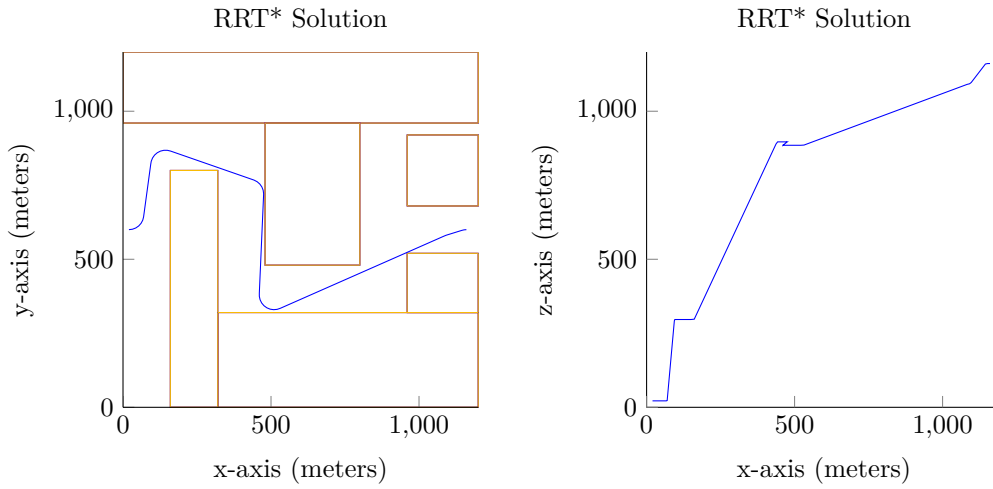 RRT* Solution
y-axis (meters)
1,000
500
0
0 500 1,000
x-axis (meters)
RRT* Solution
z-axis (meters)
1,000
500
0
0 500 1,000
x-axis (meters)